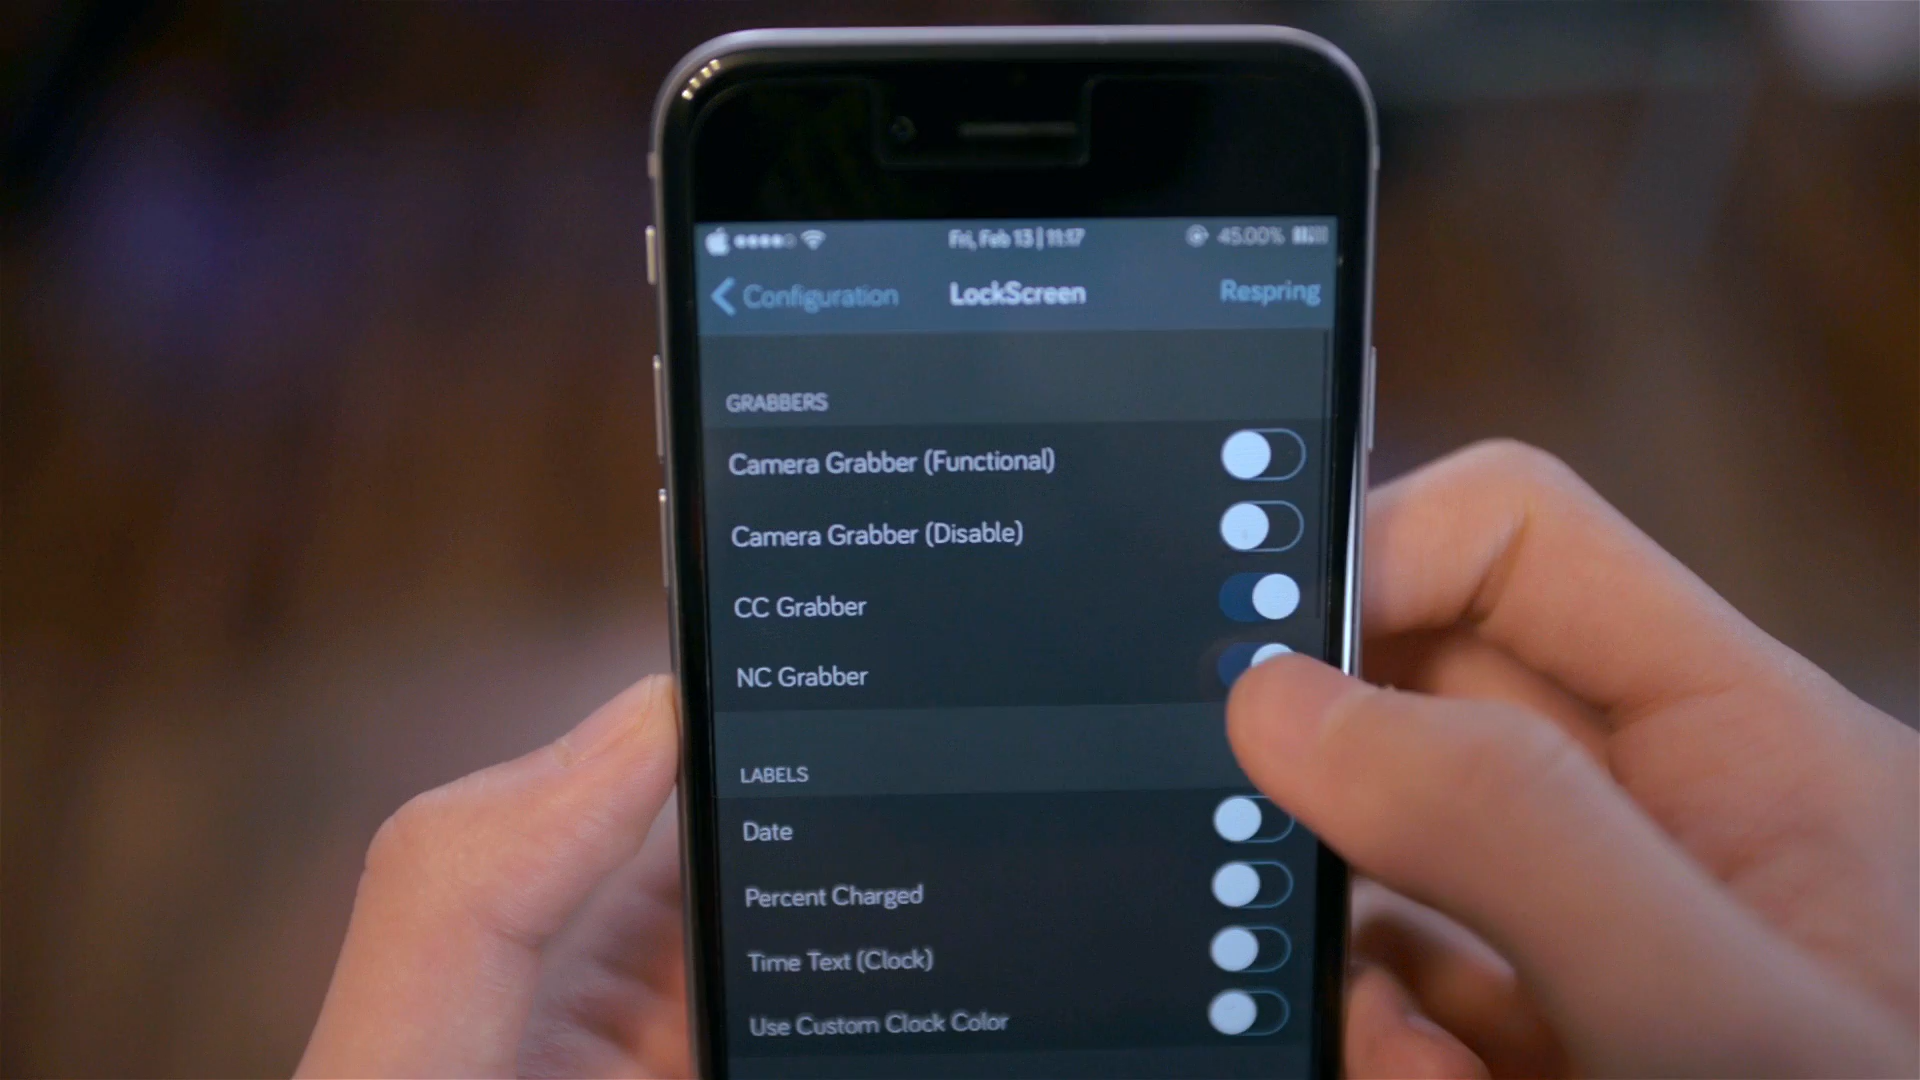 Fri, Feb 13 | 11:17 45.00%
Configuration LockScreen Respring
GRABBERS
Camera Grabber (Functional)
Camera Grabber (Disable)
CC Grabber
NC Grabber
LABELS
Date
Percent Charged
Time Text (Clock)
Use Custom Clock Color